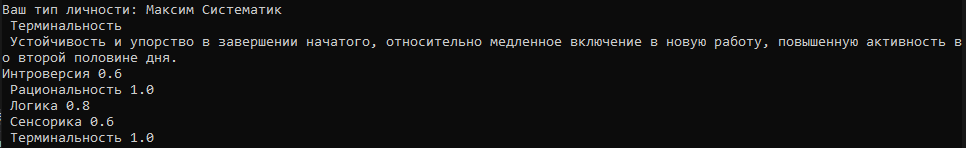 Ваш тип личности: Максим Систематик
Терминальность
Устойчивость и упорство в завершении начатого, относительно медленное включение в новую работу, повышенную активность в
о второй половине дня.
Интроверсия 0.6
Рациональность 1.0
Логика 0.8
Сенсорика 0.6
Терминальность 1.0